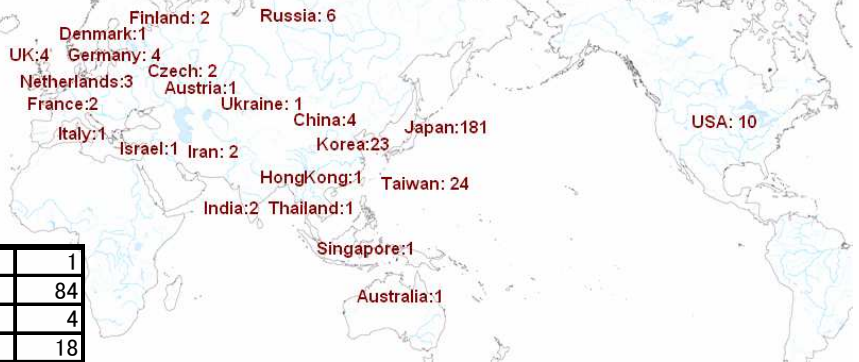 Finland: 2
Russia: 6
Denmark:1
UK:4
Germany: 4
Czech: 2
Netherlands:3
Austria:1
France:2
Ukraine: 1
China:4
Japan:181
USA: 10
Italy:1
Korea:23
Israel:1
Iran: 2
HongKong:1
Taiwan: 24
India:2
Thailand:1
Singapore:1
Australia:1
1
84
4
18